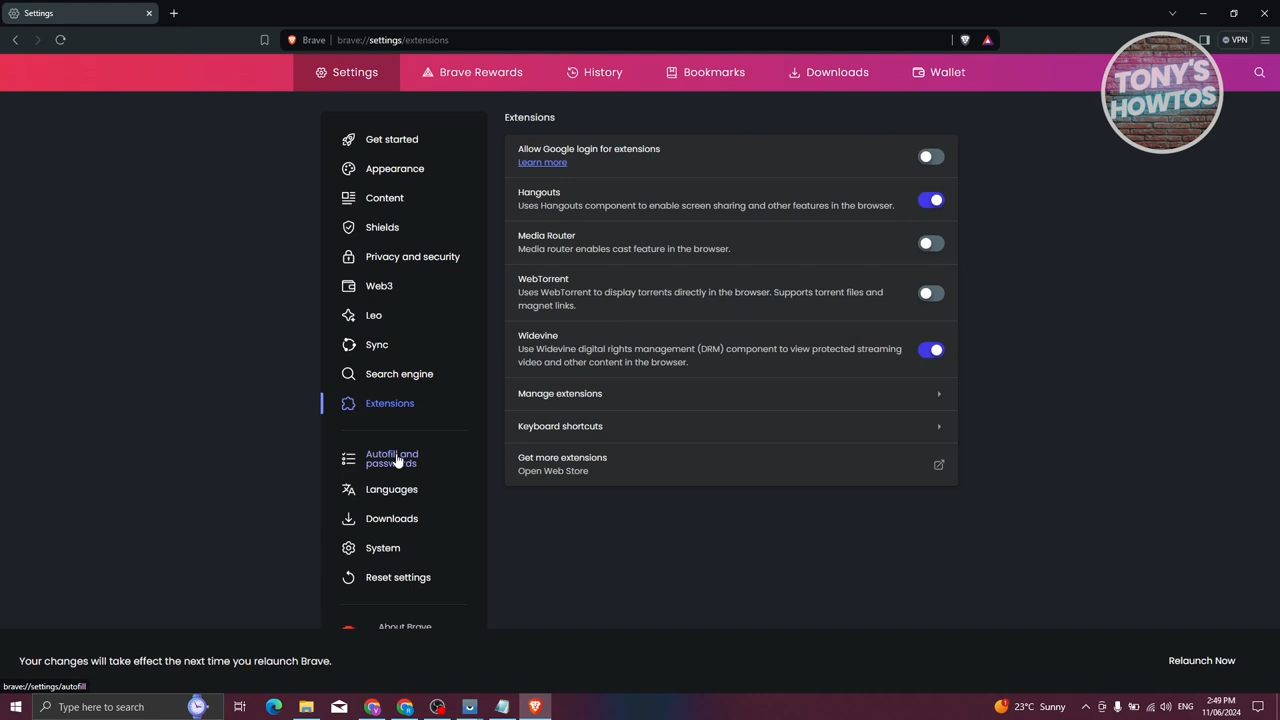 Settings
Brave
brave://settings/extensions
VPN
Settings
Brave Rewards
History
Bookmarks
Downloads
Wallet
TONY'S
HOWTOS
Get started
Appearance
Content
Shields
Privacy and security
Web3
Leo
Sync
Search engine
Extensions
Autofill and
passwords
Languages
Downloads
System
Reset settings
About Brave
Extensions
Allow Google login for extensions
Learn more
Hangouts
Uses Hangouts component to enable screen sharing and other features in the browser.
Media Router
Media router enables cast feature in the browser.
WebTorrent
Uses WebTorrent to display torrents directly in the browser. Supports torrent files and
magnet links.
Widevine
Use Widevine digital rights management (DRM) component to view protected streaming
video and other content in the browser.
Manage extensions
Keyboard shortcuts
Get more extensions
Open Web Store
Your changes will take effect the next time you relaunch Brave.
Relaunch Now
brave://settings/autofill
Type here to search
23°C Sunny
ENG
2:49 PM
11/06/2024